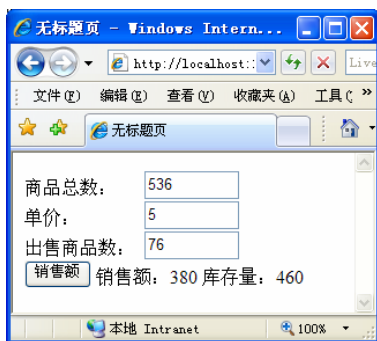 无标题页 - Windows Intern...
http://localhost:: Live
文件(F) 编辑(E) 查看(V) 收藏夹(A) 工具( »
无标题页
商品总数： 536
单价： 5
出售商品数： 76
销售额 销售额：380 库存量：460
本地 Intranet 100%